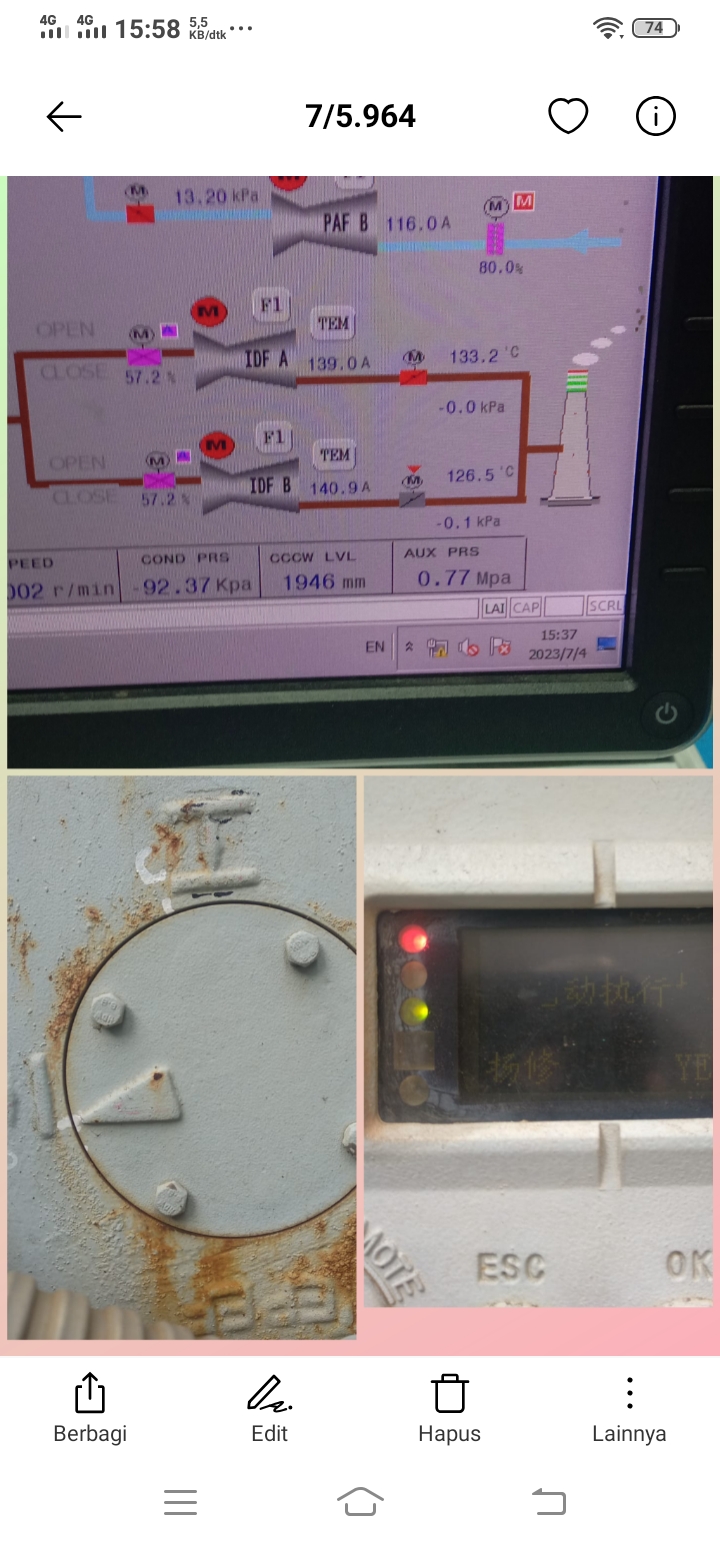 4G 4G 15:58 5,5 KB/dtk ... 74
7/5.964
M 13.20 kPa PAF B 116.0 A M M
80.0%
M F1
OPEN M TEM
IDF A 139.0 A M 133.2 °C
CLOSE 57.2 %
-0.0 kPa
M F1
OPEN M TEM
IDF B 140.9 A M 126.5 °C
CLOSE 57.2 %
-0.1 kPa
PEED COND PRS CCCW LVL AUX PRS
002 r/min -92.37 Kpa 1946 mm 0.77 Mpa
LAI CAP SCRL
EN 15:37
2023/7/4
动执行
YE
MOTE ESC OK
Berbagi Edit Hapus Lainnya